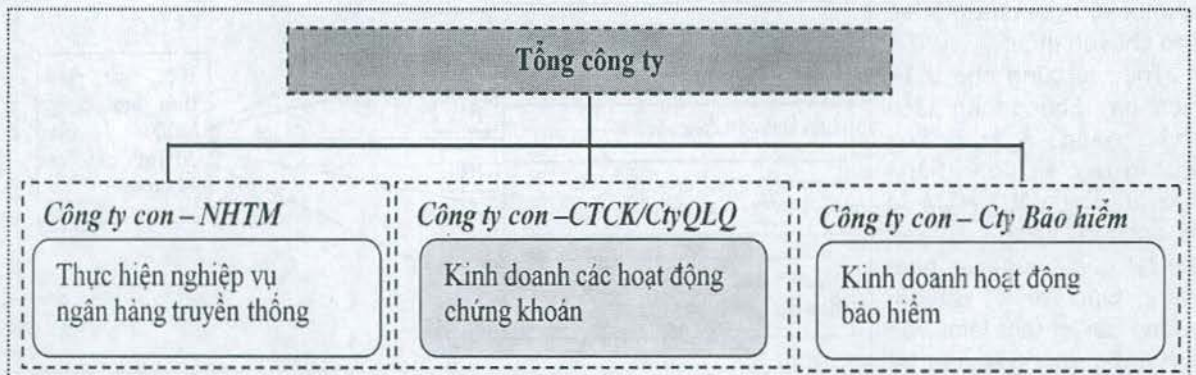 Tổng công ty
Công ty con – NHTM
Thực hiện nghiệp vụ
ngân hàng truyền thống
Công ty con –CTCK/CtyQLQ
Kinh doanh các hoạt động
chứng khoán
Công ty con – Cty Bảo hiểm
Kinh doanh hoạt động
bảo hiểm